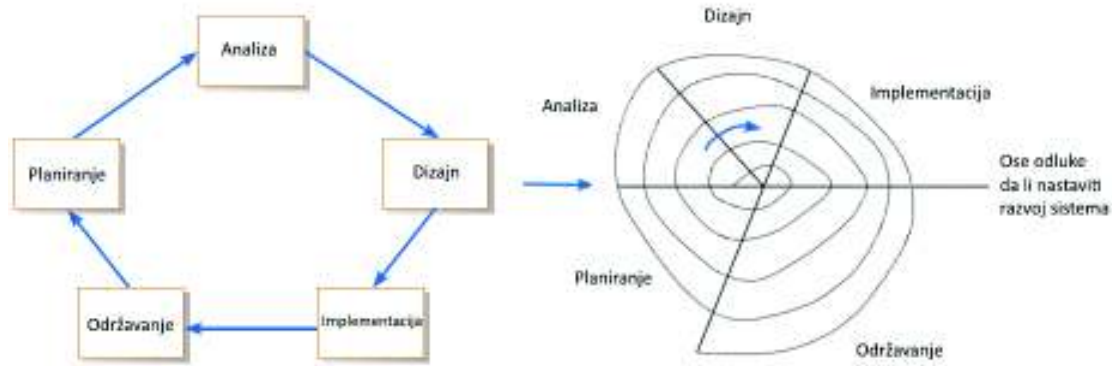 Analiza
Planiranje
Dizajn
Održavanje
Implementacija
Dizajn
Analiza
Implementacija
Ose odluke
da li nastaviti
razvoj sistema
Planiranje
Održavanje